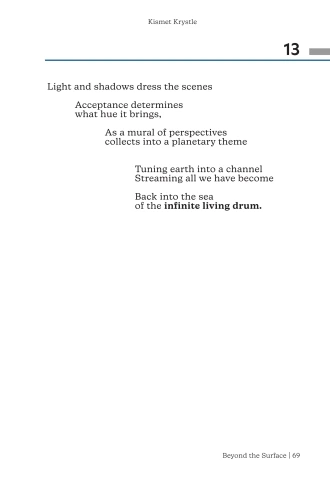 Kismet Krystle
13
Light and shadows dress the scenes
Acceptance determines
what hue it brings,
As a mural of perspectives
collects into a planetary theme
Tuning earth into a channel
Streaming all we have become
Back into the sea
of the infinite living drum.
Beyond the Surface | 69